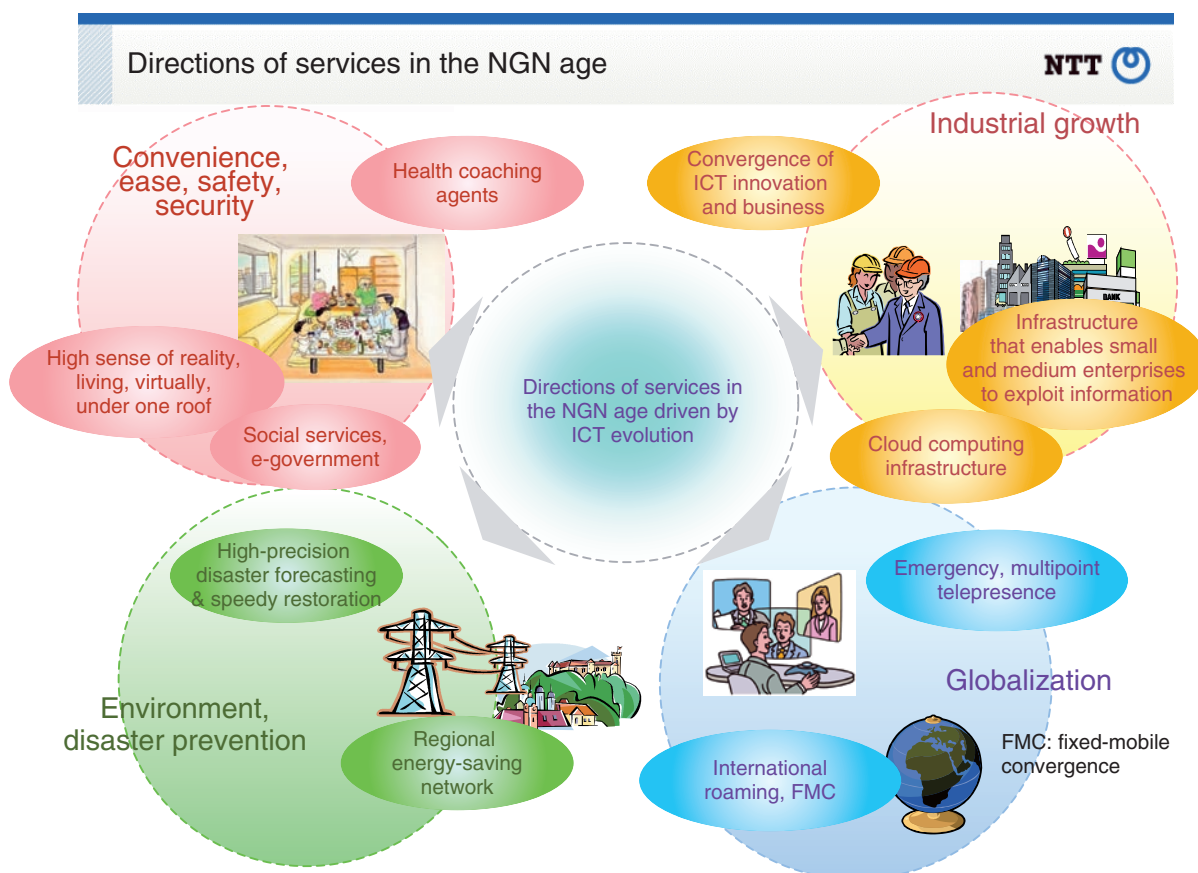 Directions of services in the NGN age
NTT
Convenience,
ease, safety,
security
Health coaching
agents
High sense of reality,
living, virtually,
under one roof
Social services,
e-government
Convergence of
ICT innovation
and business
Industrial growth
BANK
Infrastructure
that enables small
and medium enterprises
to exploit information
Cloud computing
infrastructure
Directions of services in
the NGN age driven by
ICT evolution
High-precision
disaster forecasting
& speedy restoration
Environment,
disaster prevention
Regional
energy-saving
network
Emergency, multipoint
telepresence
Globalization
International
roaming, FMC
FMC: fixed-mobile
convergence